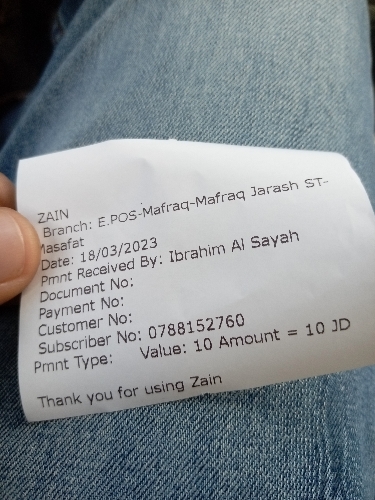 ZAIN
Branch: E.POS-Mafraq-Mafraq Jarash ST-
Masafat
Date: 18/03/2023
Pmnt Received By: Ibrahim Al Sayah
Document No:
Payment No:
Customer No:
Subscriber No: 0788152760
Pmnt Type: Value: 10 Amount = 10 JD
Thank you for using Zain